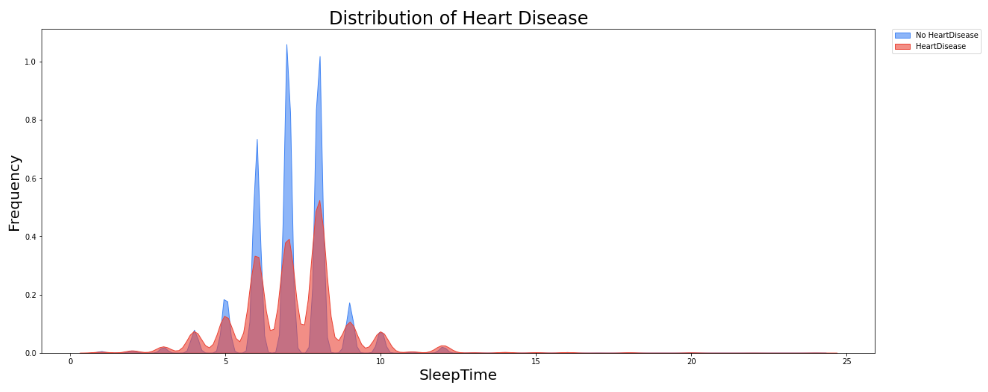 Distribution of Heart Disease
No HeartDisease
HeartDisease
Frequency
1.0
0.8
0.6
0.4
0.2
0.0
0 5 10 15 20 25
SleepTime